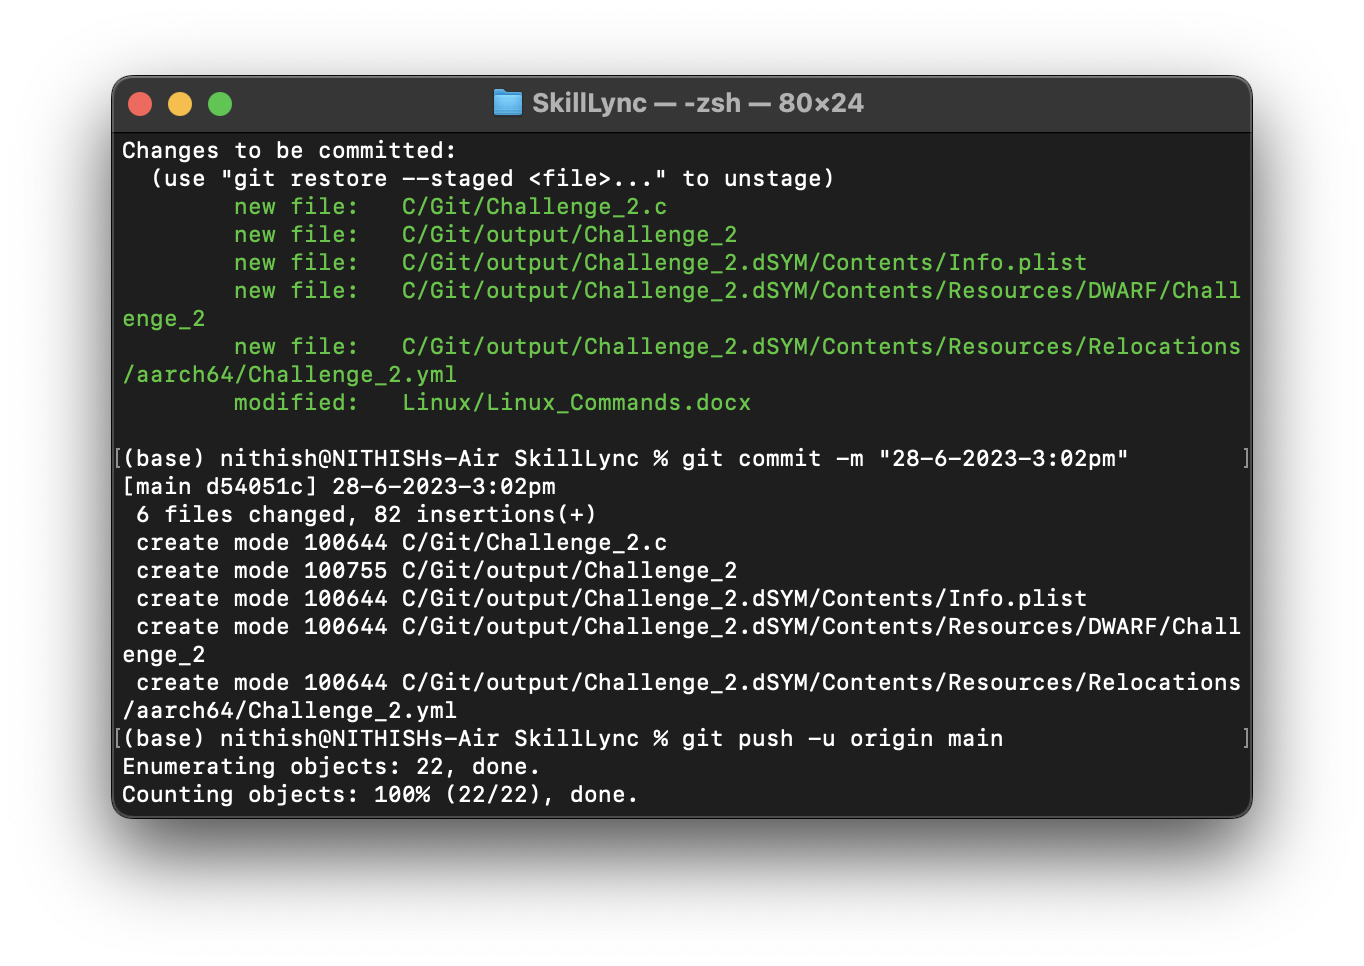 SkillLync — -zsh — 80×24
Changes to be committed:
  (use "git restore --staged <file>..." to unstage)
        new file:   C/Git/Challenge_2.c
        new file:   C/Git/output/Challenge_2
        new file:   C/Git/output/Challenge_2.dSYM/Contents/Info.plist
        new file:   C/Git/output/Challenge_2.dSYM/Contents/Resources/DWARF/Chall
enge_2
        new file:   C/Git/output/Challenge_2.dSYM/Contents/Resources/Relocations
/aarch64/Challenge_2.yml
        modified:   Linux/Linux_Commands.docx

[(base) nithish@NITHISHs-Air SkillLync % git commit -m "28-6-2023-3:02pm"        ]
[main d54051c] 28-6-2023-3:02pm
 6 files changed, 82 insertions(+)
 create mode 100644 C/Git/Challenge_2.c
 create mode 100755 C/Git/output/Challenge_2
 create mode 100644 C/Git/output/Challenge_2.dSYM/Contents/Info.plist
 create mode 100644 C/Git/output/Challenge_2.dSYM/Contents/Resources/DWARF/Chall
enge_2
 create mode 100644 C/Git/output/Challenge_2.dSYM/Contents/Resources/Relocations
/aarch64/Challenge_2.yml
[(base) nithish@NITHISHs-Air SkillLync % git push -u origin main                 ]
Enumerating objects: 22, done.
Counting objects: 100% (22/22), done.